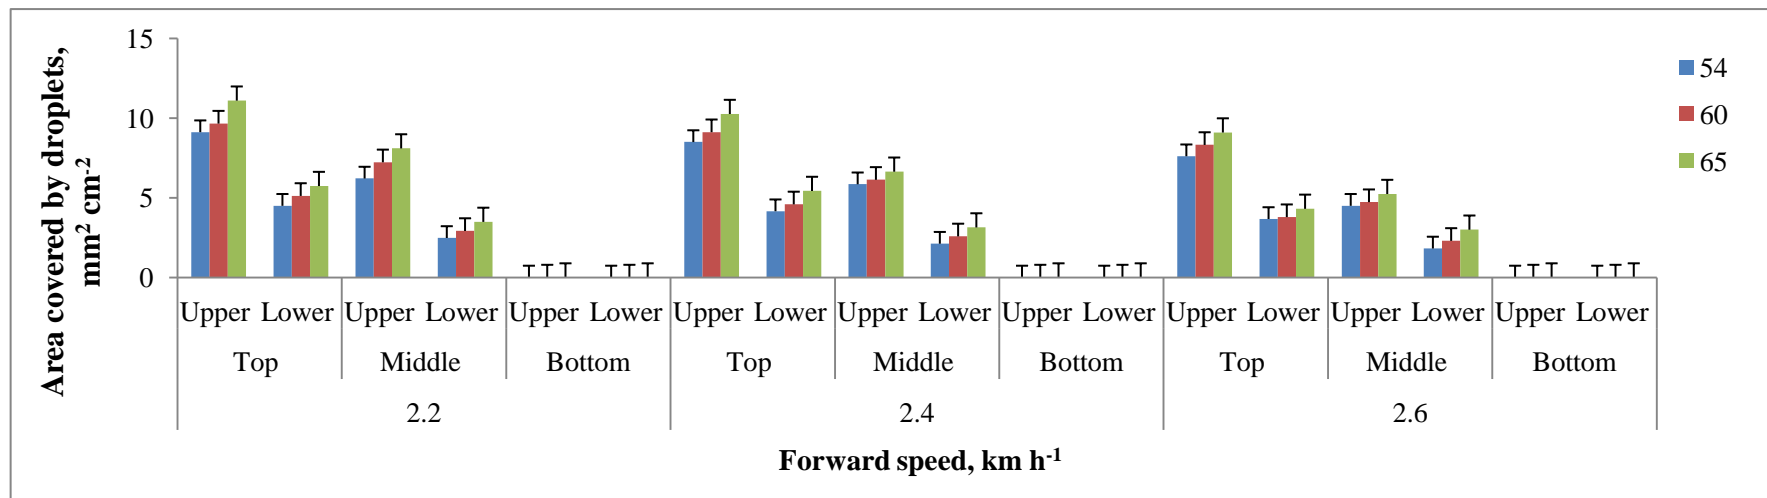 Area covered by droplets,
mm² cm⁻²
15
10
5
0
54
60
65
Upper Lower Upper Lower Upper Lower Upper Lower Upper Lower Upper Lower Upper Lower Upper Lower Upper Lower
Top Middle Bottom Top Middle Bottom Top Middle Bottom
2.2 2.4 2.6
Forward speed, km h⁻¹